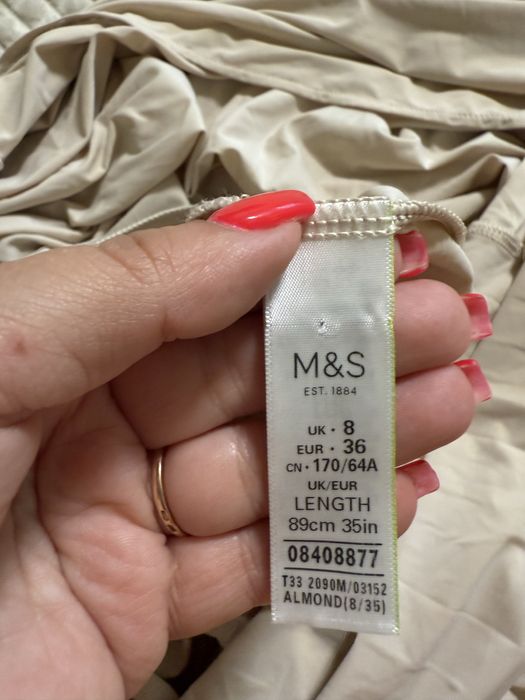 M&S
EST. 1884
UK • 8
EUR • 36
CN • 170/64A
UK/EUR
LENGTH
89cm 35in
08408877
T33 2090M/03152
ALMOND(8/35)